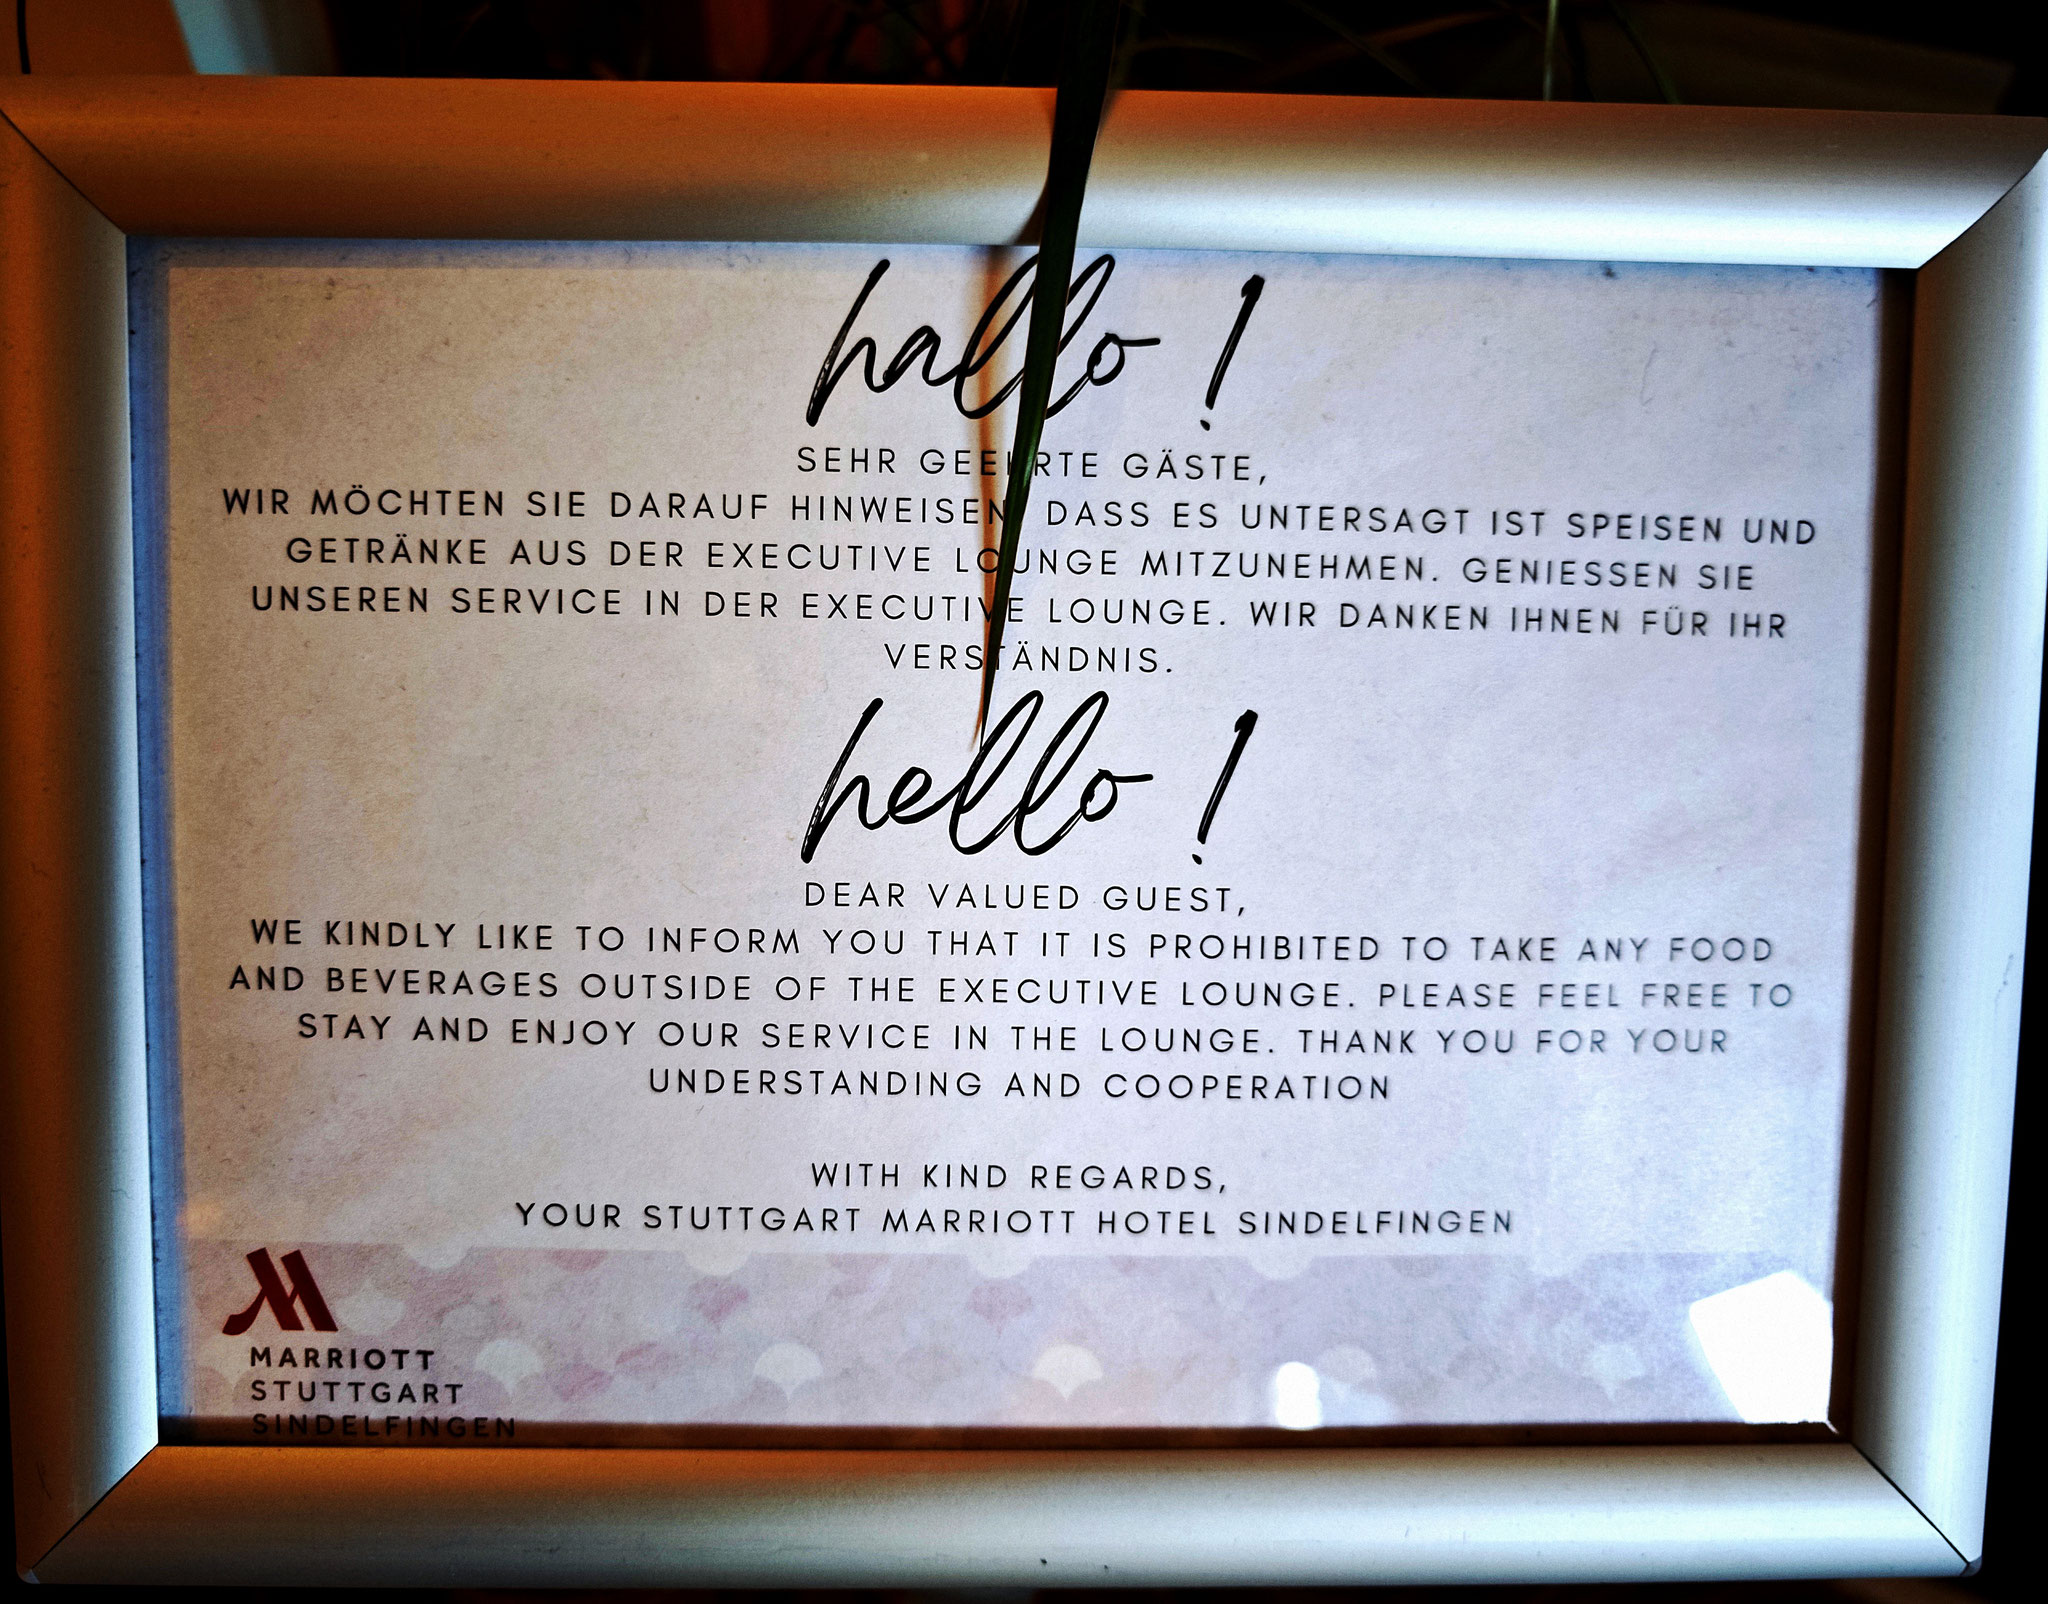 hallo !
SEHR GEEHRTE GÄSTE,
WIR MÖCHTEN SIE DARAUF HINWEISEN, DASS ES UNTERSAGT IST SPEISEN UND
GETRÄNKE AUS DER EXECUTIVE LOUNGE MITZUNEHMEN. GENIESSEN SIE
UNSEREN SERVICE IN DER EXECUTIVE LOUNGE. WIR DANKEN IHNEN FÜR IHR
VERSTÄNDNIS.
hello !
DEAR VALUED GUEST,
WE KINDLY LIKE TO INFORM YOU THAT IT IS PROHIBITED TO TAKE ANY FOOD
AND BEVERAGES OUTSIDE OF THE EXECUTIVE LOUNGE. PLEASE FEEL FREE TO
STAY AND ENJOY OUR SERVICE IN THE LOUNGE. THANK YOU FOR YOUR
UNDERSTANDING AND COOPERATION
WITH KIND REGARDS,
YOUR STUTTGART MARRIOTT HOTEL SINDELFINGEN
MARRIOTT
STUTTGART
SINDELFINGEN